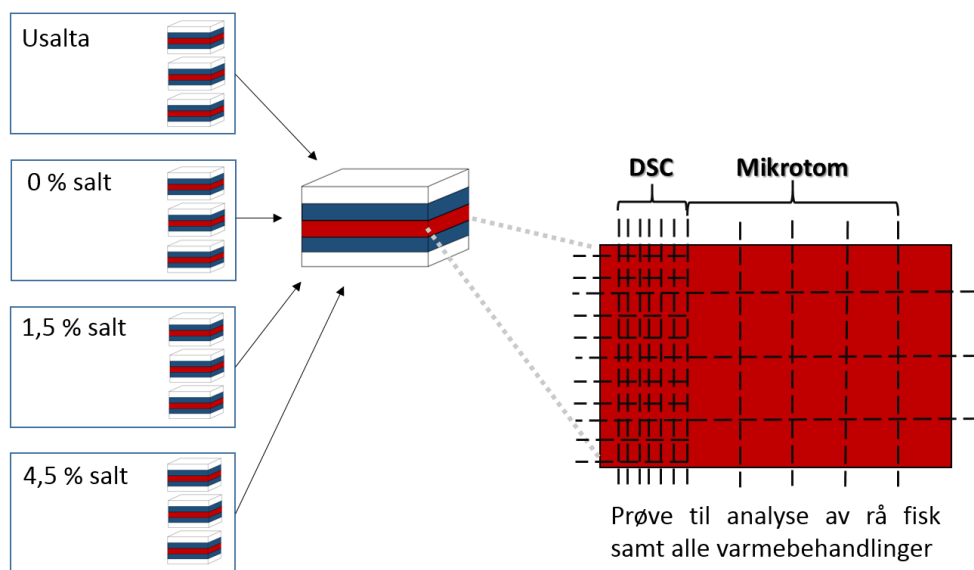 Usalta
0 % salt
1,5 % salt
4,5 % salt
DSC
Mikrotom
Prøve til analyse av rå fisk
samt alle varmebehandlinger